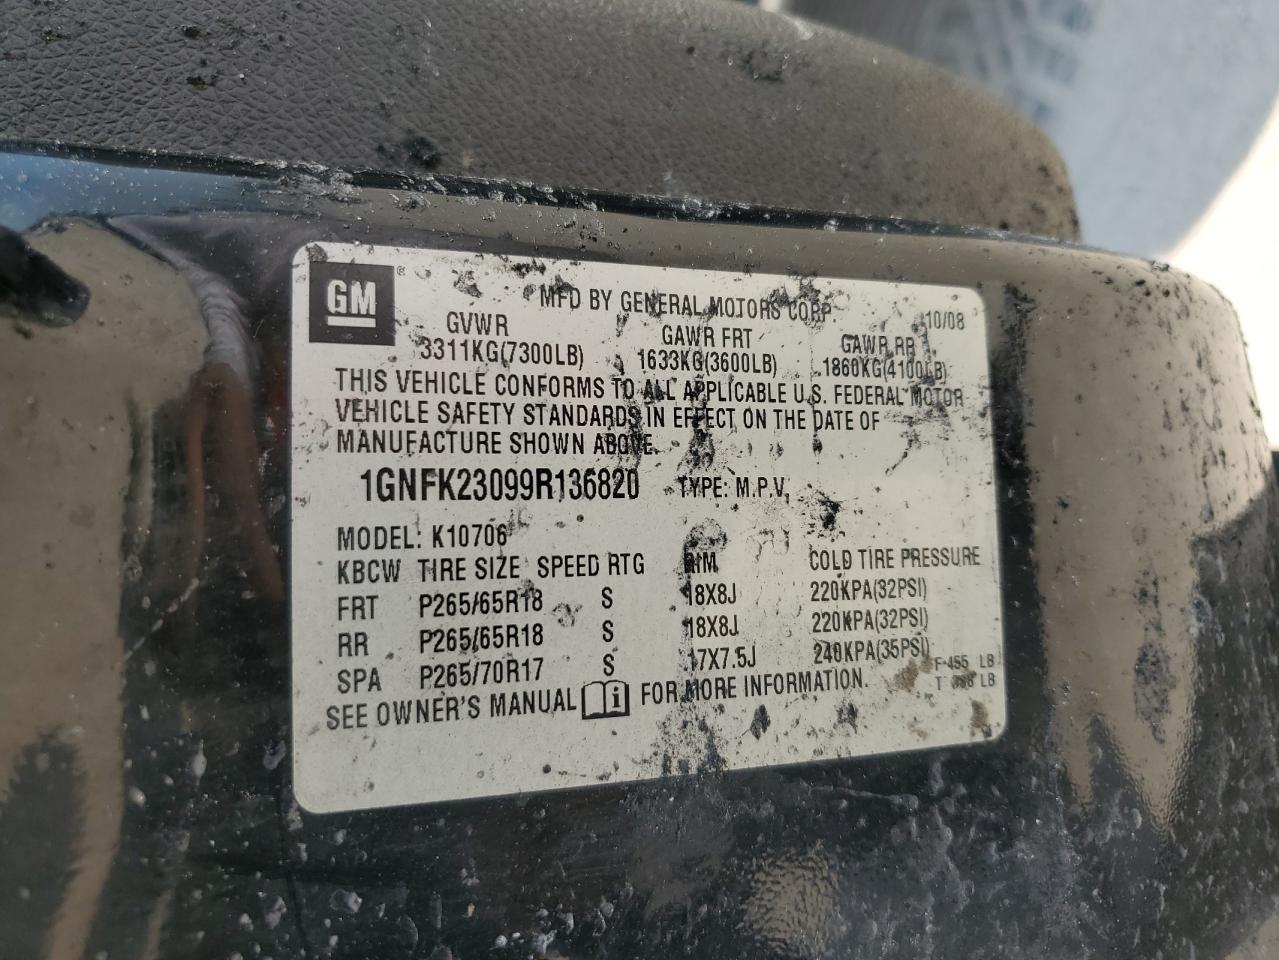 GM ®
MFD BY GENERAL MOTORS CORP
10/08
GVWR GAWR FRT GAWR RR
3311KG(7300LB) 1633KG(3600LB) 1860KG(4100LB)
THIS VEHICLE CONFORMS TO ALL APPLICABLE U.S. FEDERAL MOTOR
VEHICLE SAFETY STANDARDS IN EFFECT ON THE DATE OF
MANUFACTURE SHOWN ABOVE.
1GNFK23099R136820 TYPE: M.P.V.
MODEL: K10706
KBCW TIRE SIZE SPEED RTG RIM COLD TIRE PRESSURE
FRT P265/65R18 S 18X8J 220KPA(32PSI)
RR P265/65R18 S 18X8J 220KPA(32PSI)
SPA P265/70R17 S 17X7.5J 240KPA(35PSI)
SEE OWNER'S MANUAL i FOR MORE INFORMATION.
F 455 LB
T LB